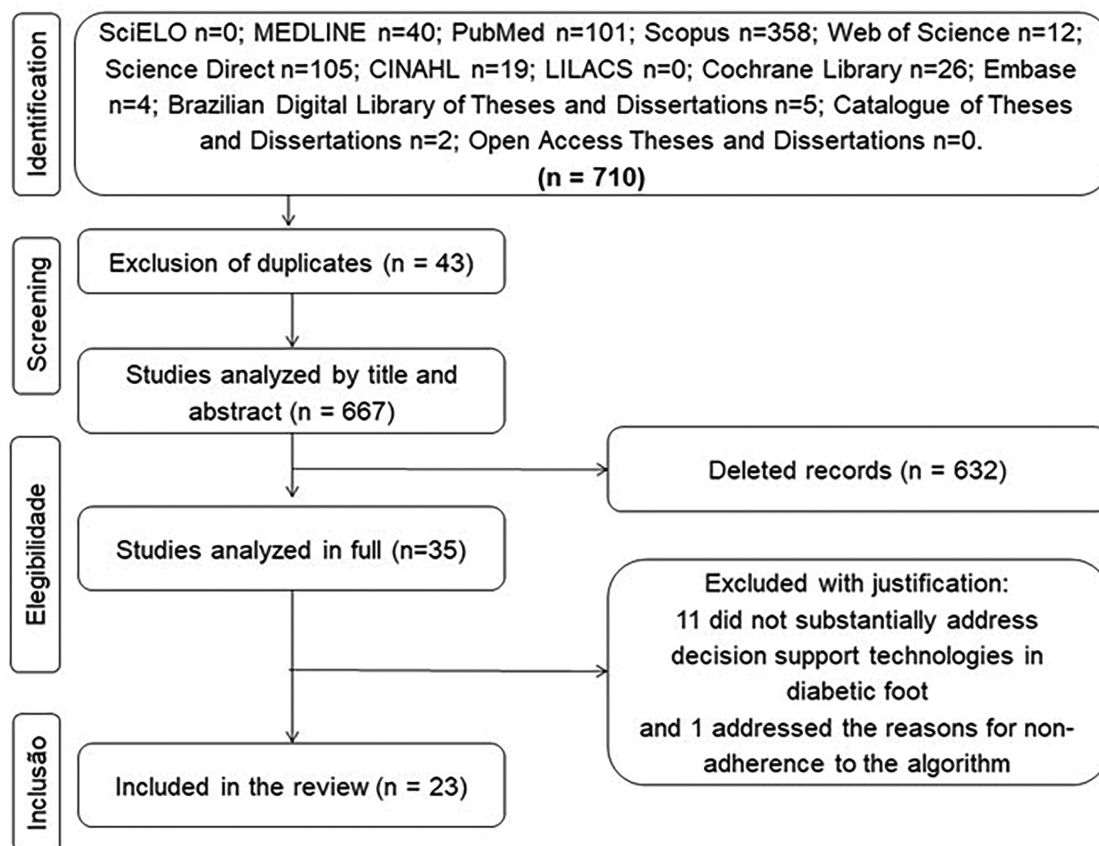 Identification
SciELO n=0; MEDLINE n=40; PubMed n=101; Scopus n=358; Web of Science n=12;
Science Direct n=105; CINAHL n=19; LILACS n=0; Cochrane Library n=26; Embase
n=4; Brazilian Digital Library of Theses and Dissertations n=5; Catalogue of Theses
and Dissertations n=2; Open Access Theses and Dissertations n=0.
(n = 710)
Screening
Exclusion of duplicates (n = 43)
Studies analyzed by title and
abstract (n = 667)
Elegibilidade
Deleted records (n = 632)
Studies analyzed in full (n=35)
Excluded with justification:
11 did not substantially address
decision support technologies in
diabetic foot
and 1 addressed the reasons for non-
adherence to the algorithm
Inclusão
Included in the review (n = 23)